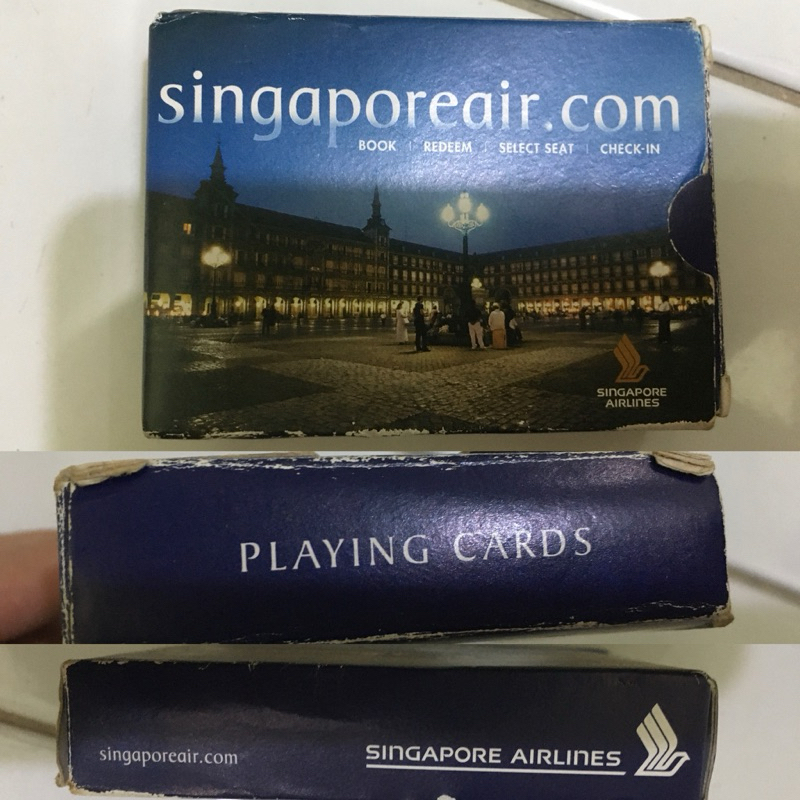 singaporeair.com
BOOK | REDEEM | SELECT SEAT | CHECK-IN
SINGAPORE
AIRLINES
PLAYING CARDS
singaporeair.com
SINGAPORE AIRLINES